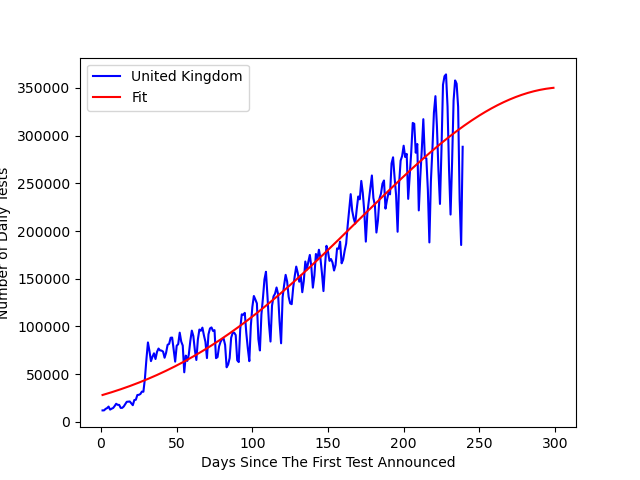 United Kingdom
Fit
350000
300000
250000
200000
150000
100000
50000
0
Number of Daily Tests
0 50 100 150 200 250 300
Days Since The First Test Announced